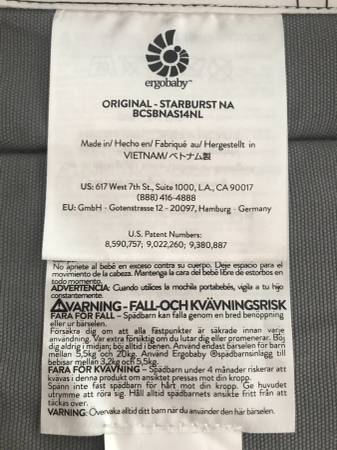 ergobaby™
ORIGINAL - STARBURST NA
BCSBNAS14NL
Made in/ Hecho en/ Fabriqué au/ Hergestellt in
VIETNAM/ベトナム製
US: 617 West 7th St., Suite 1000, L.A., CA 90017
(888) 416-4888
EU: GmbH - Gotenstrasse 12 - 20097, Hamburg - Germany
U.S. Patent Numbers:
8,590,757; 9,022,260; 9,380,887
No apriete al bebé en exceso contra su cuerpo. Deje espacio para el
movimiento de la cabeza. Mantenga la cara del bebé libre de estorbos en
todo momento.
ADVERTENCIA: Cuando utilices la mochila portabebés, vigila a tu hijo
constantemente.
⚠VARNING - FALL-OCH KVÄVNINGSRISK
FARA FÖR FALL – Spädbarn kan falla genom en bred benöppning
eller ur bärselen.
Försäkra dig om att alla fästpunkter är säkrade innan varje
användning. Var extra försiktig om du lutar dig eller promenerar. Böj
dig aldrig i midjan; böj alltid i benen. Använd endast bärselen för barn
mellan 5,5kg och 20kg. Använd Ergobaby ®spädbarnsinlägg till
bebisar mellan 3,2kg och 5,5kg.
FARA FÖR KVÄVNING – Spädbarn under 4 månader riskerar att
kvävas i denna produkt om ansiktet pressas mot din kropp.
Spänn inte fast spädbarn för hårt mot din kropp. Ge huvudet
utrymme att röra sig. Håll alltid spädbarnets ansikte fritt från att
täckas över.
VARNING: Övervaka alltid ditt barn när du använder den här bärselen.